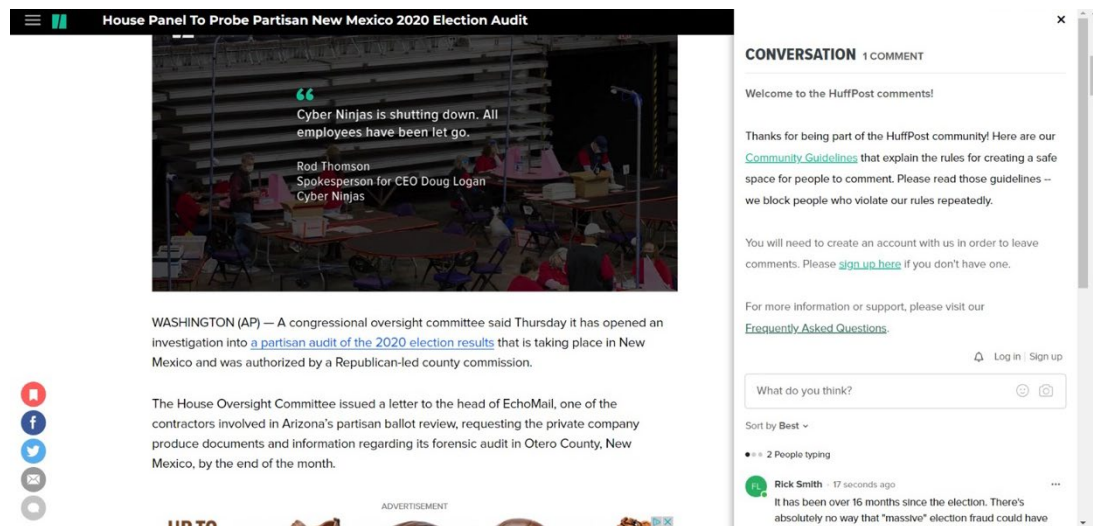 House Panel To Probe Partisan New Mexico 2020 Election Audit
Cyber Ninjas is shutting down. All
employees have been let go.
Rod Thomson
Spokesperson for CEO Doug Logan
Cyber Ninjas
WASHINGTON (AP) — A congressional oversight committee said Thursday it has opened an
investigation into a partisan audit of the 2020 election results that is taking place in New
Mexico and was authorized by a Republican-led county commission.
The House Oversight Committee issued a letter to the head of EchoMail, one of the
contractors involved in Arizona's partisan ballot review, requesting the private company
produce documents and information regarding its forensic audit in Otero County, New
Mexico, by the end of the month.
ADVERTISEMENT
UP TO
CONVERSATION 1 COMMENT
Welcome to the HuffPost comments!
Thanks for being part of the HuffPost community! Here are our
Community Guidelines that explain the rules for creating a safe
space for people to comment. Please read those guidelines --
we block people who violate our rules repeatedly.
You will need to create an account with us in order to leave
comments. Please sign up here if you don't have one.
For more information or support, please visit our
Frequently Asked Questions.
Log in | Sign up
What do you think?
Sort by Best
2 People typing
FL
Rick Smith · 17 seconds ago
It has been over 16 months since the election. There's
absolutely no way that "massive" election fraud could have